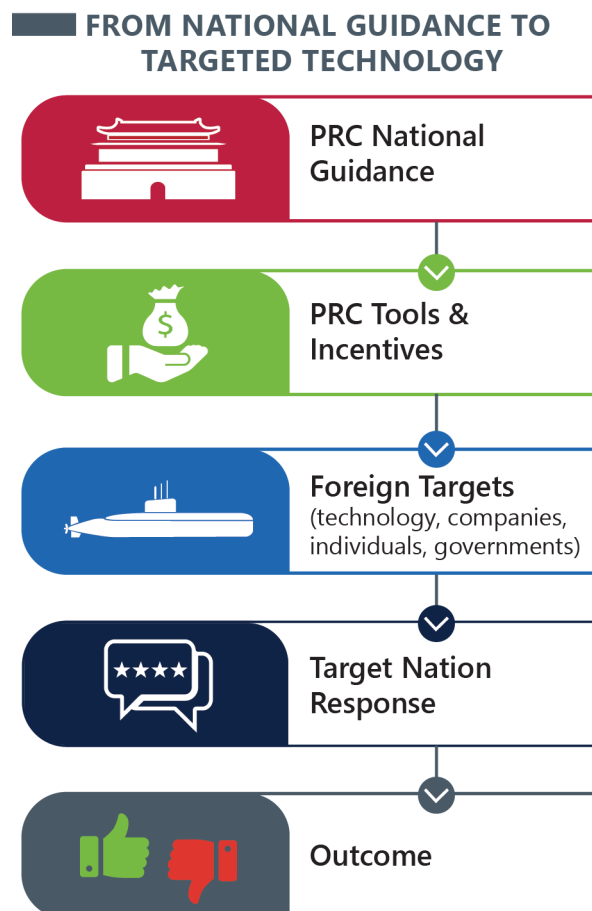 FROM NATIONAL GUIDANCE TO
TARGETED TECHNOLOGY
PRC National
Guidance
$
PRC Tools &
Incentives
Foreign Targets
(technology, companies,
individuals, governments)
Target Nation
Response
Outcome